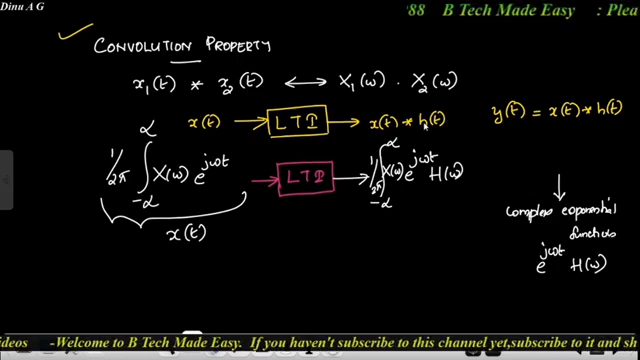 Dinu A G
'88 B Tech Made Easy : Plea
✓ CONVOLUTION PROPERTY
x₁(t) * x₂(t) ⟷ X₁(ω) . X₂(ω)
x(t) → LTI → x(t) * h(t)
y(t) = x(t) * h(t)
1/2π ∫_{-α}^{α} X(ω) e^{jωt} → LTI → 1/2π ∫_{-α}^{α} X(ω) e^{jωt} H(ω)
x(t)
↓
complex exponential
function
e^{jωt} H(ω)
ideos -Welcome to B Tech Made Easy. If you haven't subscribe to this channel yet,subscribe to it and sh